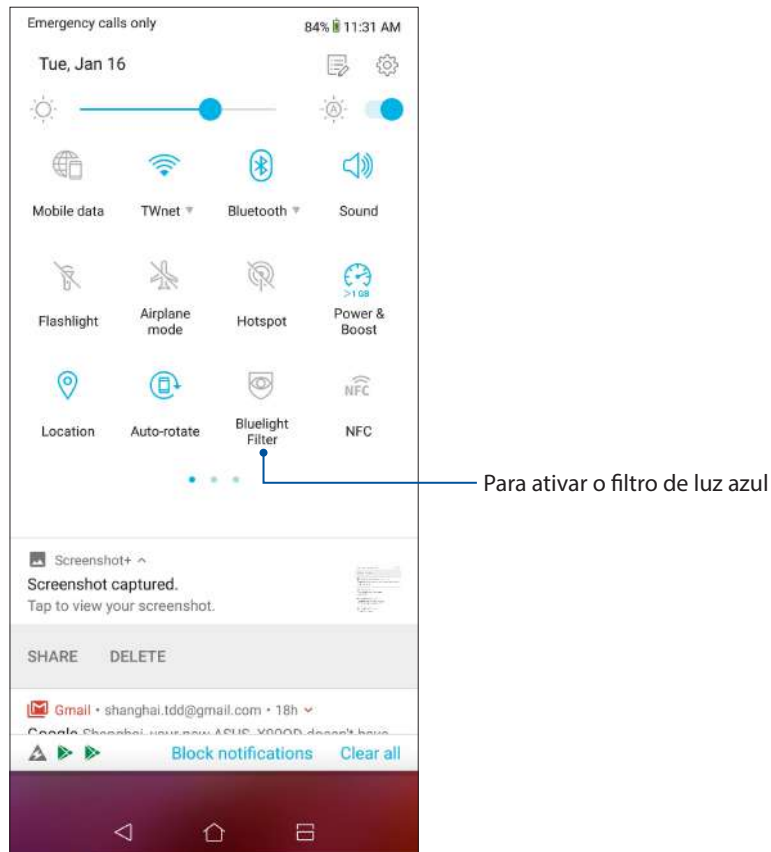 Emergency calls only 84% 11:31 AM
Tue, Jan 16
A
Mobile data TWnet Bluetooth Sound
>1 GB
Flashlight Airplane mode Hotspot Power & Boost
NFC
Location Auto-rotate Bluelight Filter NFC
Para ativar o filtro de luz azul
Screenshot+
Screenshot captured.
Tap to view your screenshot.
SHARE DELETE
Gmail • shanghai.tdd@gmail.com • 18h
Block notifications Clear all